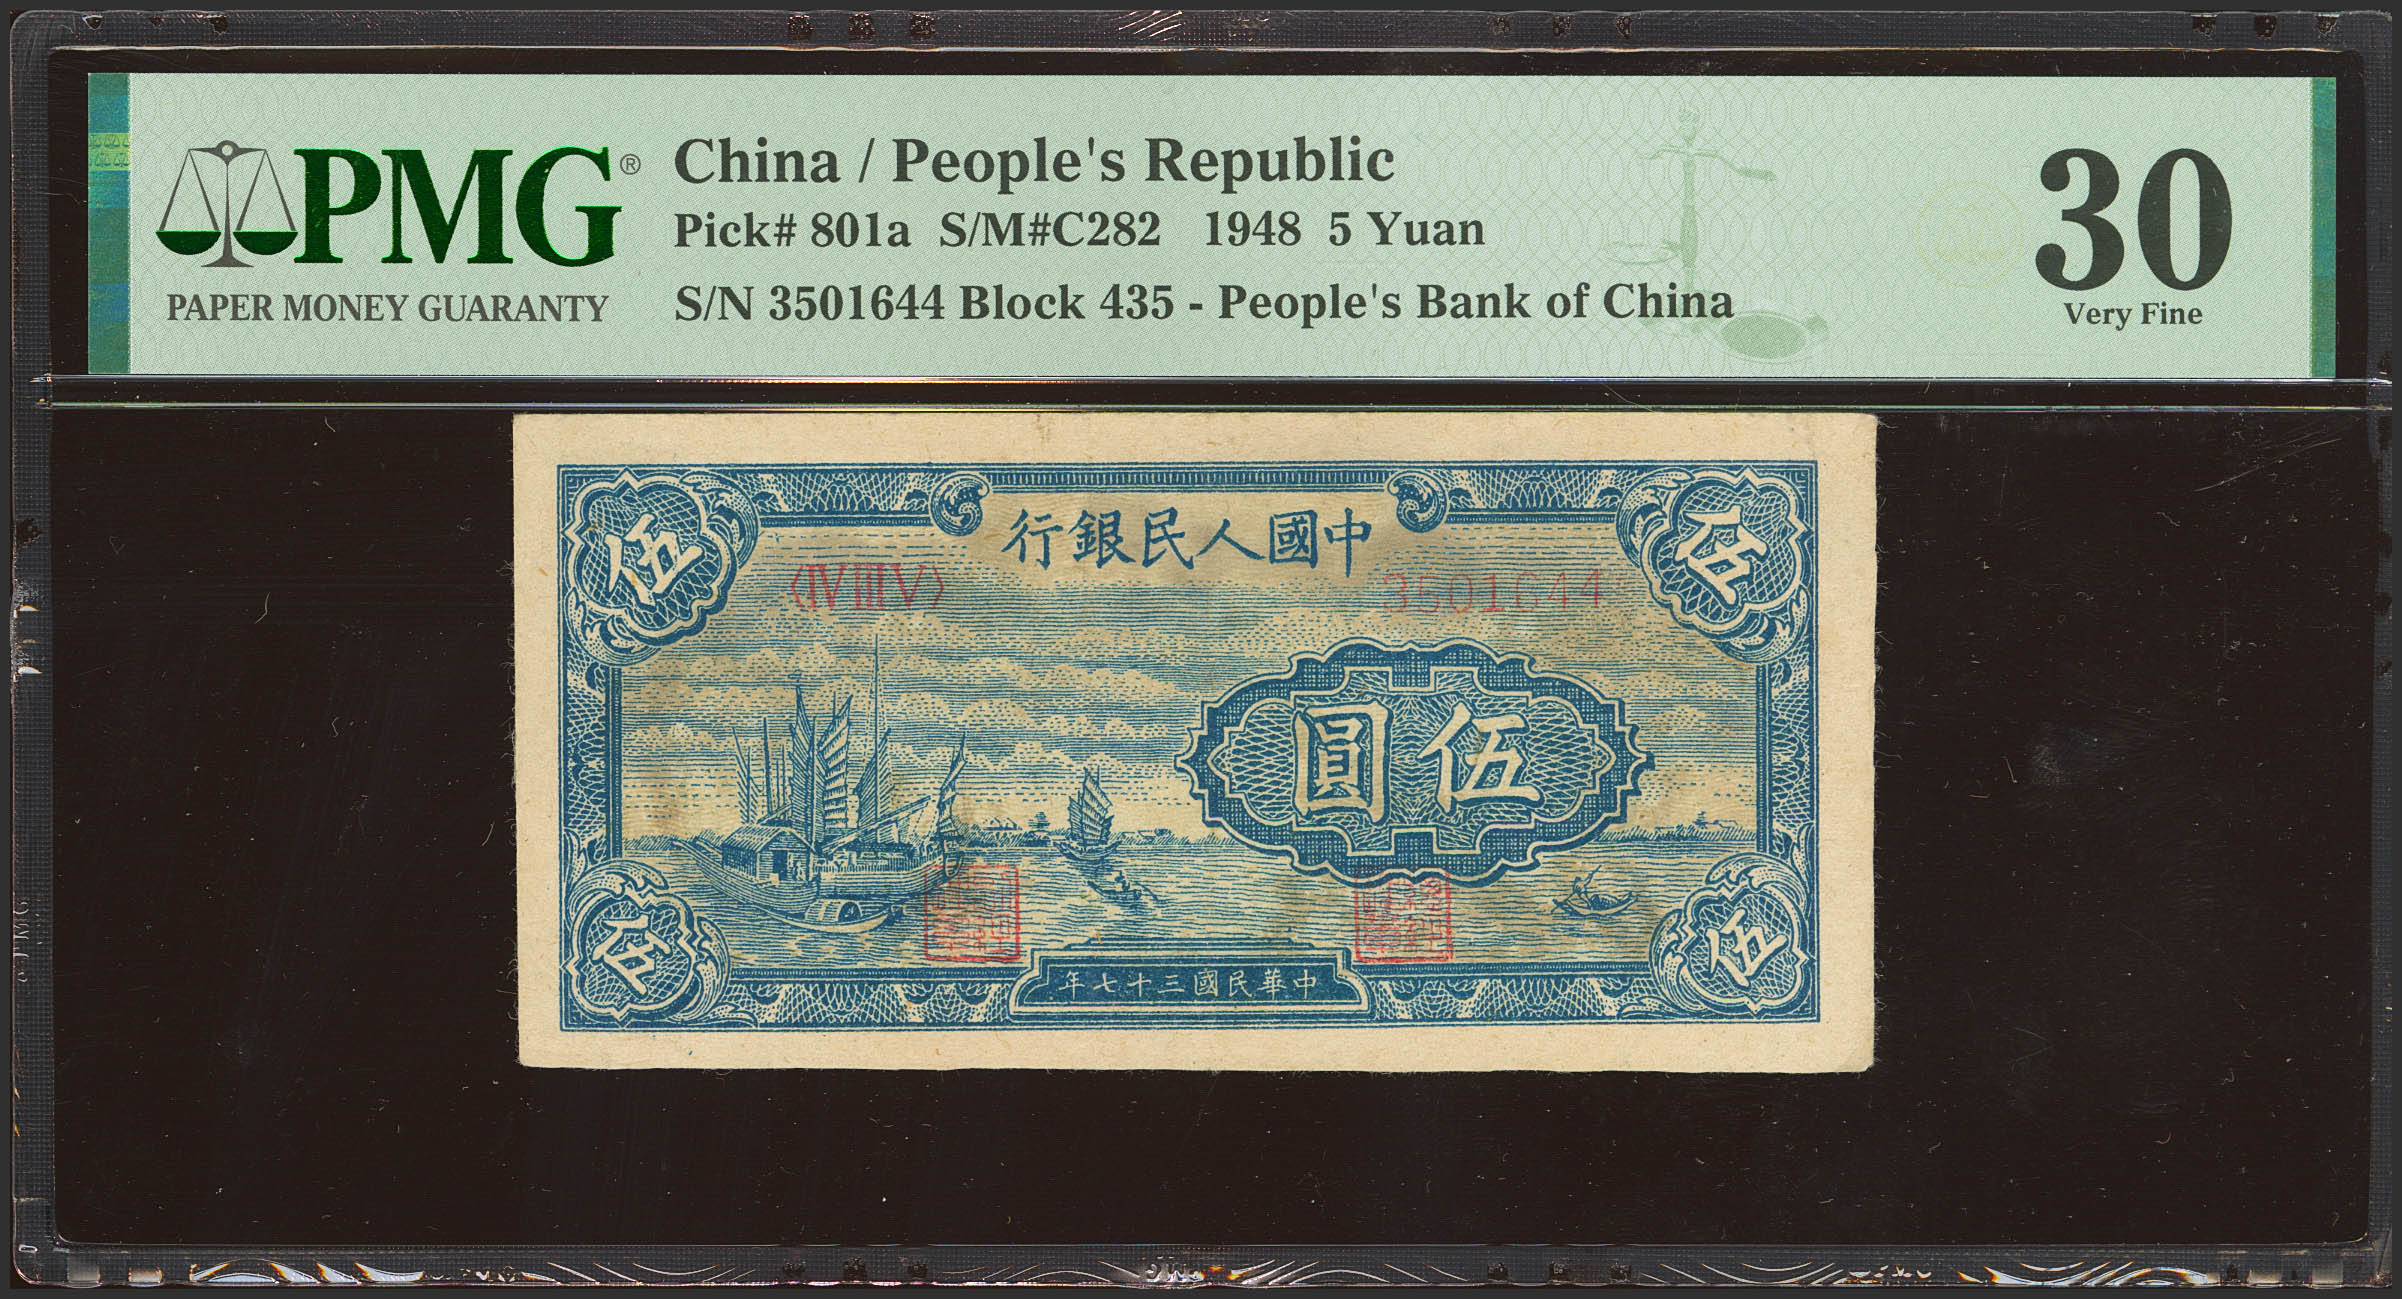 PMG®
PAPER MONEY GUARANTY
China / People's Republic
Pick# 801a S/M#C282 1948 5 Yuan
S/N 3501644 Block 435 - People's Bank of China
30
Very Fine
中國人民銀行
〈IV III V〉
3501644
伍
伍
伍圓
伍
伍
中華民國三十七年